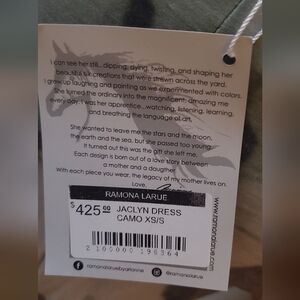 I can see her still... dipping, dying, twisting, and shaping her
beautiful silk creations that were strewn across the yard.
I grew up laughing and painting as we experimented with colors.
She turned the ordinary into the magnificent, amazing me
every day. I was her apprentice...watching, listening, learning,
and breathing the language of art.
She wanted to leave me the stars and the moon,
the earth and the sea, but she passed too young.
It turned out this was the gift she left me.
Each design is born out of a love story between
a mother and a daughter.
With each piece you wear, the legacy of my mother lives on.
Love,
RAMONA LARUE
$425.00 JACLYN DRESS
CAMO XS/S
2 100000 196364
ramonalaruebyarianne
@ramonalarue
www.ramonalarue.com